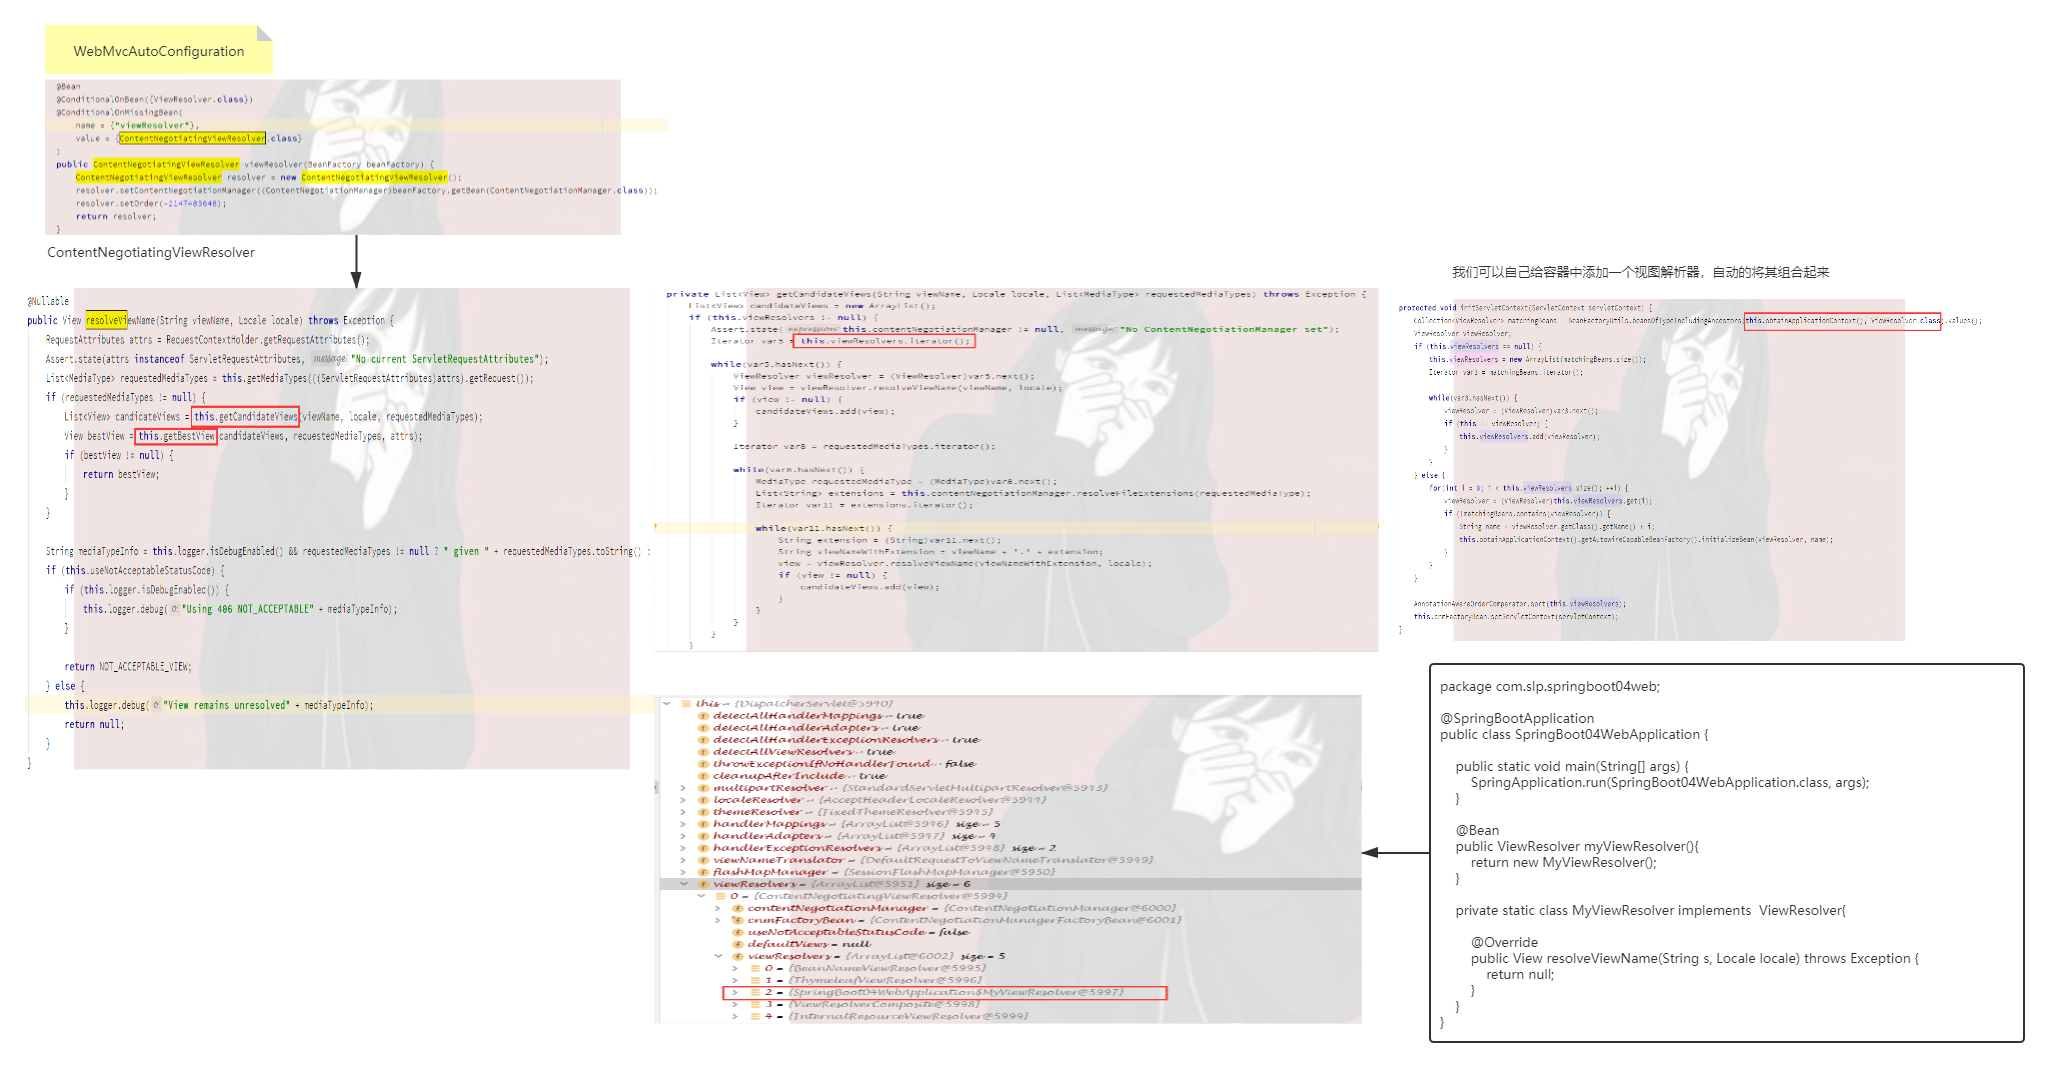 WebMvcAutoConfiguration
@Bean
@ConditionalOnBean({ViewResolver.class})
@ConditionalOnMissingBean(
name = {"viewResolver"},
value = {ContentNegotiatingViewResolver.class}
)
public ContentNegotiatingViewResolver viewResolver(BeanFactory beanFactory) {
ContentNegotiatingViewResolver resolver = new ContentNegotiatingViewResolver();
resolver.setContentNegotiationManager((ContentNegotiationManager)beanFactory.getBean(ContentNegotiationManager.class));
resolver.setOrder(-2147483648);
return resolver;
}
ContentNegotiatingViewResolver
@Nullable
public View resolveViewName(String viewName, Locale locale) throws Exception {
RequestAttributes attrs = RequestContextHolder.getRequestAttributes();
Assert.state(attrs instanceof ServletRequestAttributes, message: "No current ServletRequestAttributes");
List<MediaType> requestedMediaTypes = this.getMediaTypes(((ServletRequestAttributes)attrs).getRequest());
if (requestedMediaTypes != null) {
List<View> candidateViews = this.getCandidateViews(viewName, locale, requestedMediaTypes);
View bestView = this.getBestView(candidateViews, requestedMediaTypes, attrs);
if (bestView != null) {
return bestView;
}
}
String mediaTypeInfo = this.logger.isDebugEnabled() && requestedMediaTypes != null ? " given " + requestedMediaTypes.toString() :
if (this.useNotAcceptableStatusCode) {
if (this.logger.isDebugEnabled()) {
this.logger.debug( o: "Using 406 NOT_ACCEPTABLE" + mediaTypeInfo);
}
return NOT_ACCEPTABLE_VIEW;
} else {
this.logger.debug( o: "View remains unresolved" + mediaTypeInfo);
return null;
}
}
private List<View> getCandidateViews(String viewName, Locale locale, List<MediaType> requestedMediaTypes) throws Exception {
List<View> candidateViews = new ArrayList();
if (this.viewResolvers != null) {
Assert.state( expression: this.contentNegotiationManager != null, message: "No ContentNegotiationManager set");
Iterator var5 = this.viewResolvers.iterator();
while(var5.hasNext()) {
ViewResolver viewResolver = (ViewResolver)var5.next();
View view = viewResolver.resolveViewName(viewName, locale);
if (view != null) {
candidateViews.add(view);
}
Iterator var8 = requestedMediaTypes.iterator();
while(var8.hasNext()) {
MediaType requestedMediaType = (MediaType)var8.next();
List<String> extensions = this.contentNegotiationManager.resolveFileExtensions(requestedMediaType);
Iterator var11 = extensions.iterator();
while(var11.hasNext()) {
String extension = (String)var11.next();
String viewNameWithExtension = viewName + '.' + extension;
view = viewResolver.resolveViewName(viewNameWithExtension, locale);
if (view != null) {
candidateViews.add(view);
}
}
}
}
}
我们可以自己给容器中添加一个视图解析器，自动的将其组合起来
protected void initServletContext(ServletContext servletContext) {
Collection<ViewResolver> matchingBeans = BeanFactoryUtils.beansOfTypeIncludingAncestors(this.obtainApplicationContext(), ViewResolver.class).values();
ViewResolver viewResolver;
if (this.viewResolvers == null) {
this.viewResolvers = new ArrayList(matchingBeans.size());
Iterator var3 = matchingBeans.iterator();
while(var3.hasNext()) {
viewResolver = (ViewResolver)var3.next();
if (this != viewResolver) {
this.viewResolvers.add(viewResolver);
}
}
} else {
for(int i = 0; i < this.viewResolvers.size(); ++i) {
viewResolver = (ViewResolver)this.viewResolvers.get(i);
if (!matchingBeans.contains(viewResolver)) {
String name = viewResolver.getClass().getName() + i;
this.obtainApplicationContext().getAutowireCapableBeanFactory().initializeBean(viewResolver, name);
}
}
}
AnnotationAwareOrderComparator.sort(this.viewResolvers);
this.cnmFactoryBean.setServletContext(servletContext);
}
this = {DispatcherServlet@5940}
detectAllHandlerMappings = true
detectAllHandlerAdapters = true
detectAllHandlerExceptionResolvers = true
detectAllViewResolvers = true
throwExceptionIfNoHandlerFound = false
cleanupAfterInclude = true
multipartResolver = {StandardServletMultipartResolver@5943}
localeResolver = {AcceptHeaderLocaleResolver@5944}
themeResolver = {FixedThemeResolver@5945}
handlerMappings = {ArrayList@5946} size = 5
handlerAdapters = {ArrayList@5947} size = 4
handlerExceptionResolvers = {ArrayList@5948} size = 2
viewNameTranslator = {DefaultRequestToViewNameTranslator@5949}
flashMapManager = {SessionFlashMapManager@5950}
viewResolvers = {ArrayList@5951} size = 6
0 = {ContentNegotiatingViewResolver@5994}
contentNegotiationManager = {ContentNegotiationManager@6000}
cnmFactoryBean = {ContentNegotiationManagerFactoryBean@6001}
useNotAcceptableStatusCode = false
defaultViews = null
viewResolvers = {ArrayList@6002} size = 5
0 = {BeanNameViewResolver@5995}
1 = {ThymeleafViewResolver@5996}
2 = {SpringBoot04WebApplication$MyViewResolver@5997}
3 = {ViewResolverComposite@5998}
4 = {InternalResourceViewResolver@5999}
package com.slp.springboot04web;
@SpringBootApplication
public class SpringBoot04WebApplication {
public static void main(String[] args) {
SpringApplication.run(SpringBoot04WebApplication.class, args);
}
@Bean
public ViewResolver myViewResolver(){
return new MyViewResolver();
}
private static class MyViewResolver implements  ViewResolver{
@Override
public View resolveViewName(String s, Locale locale) throws Exception {
return null;
}
}
}